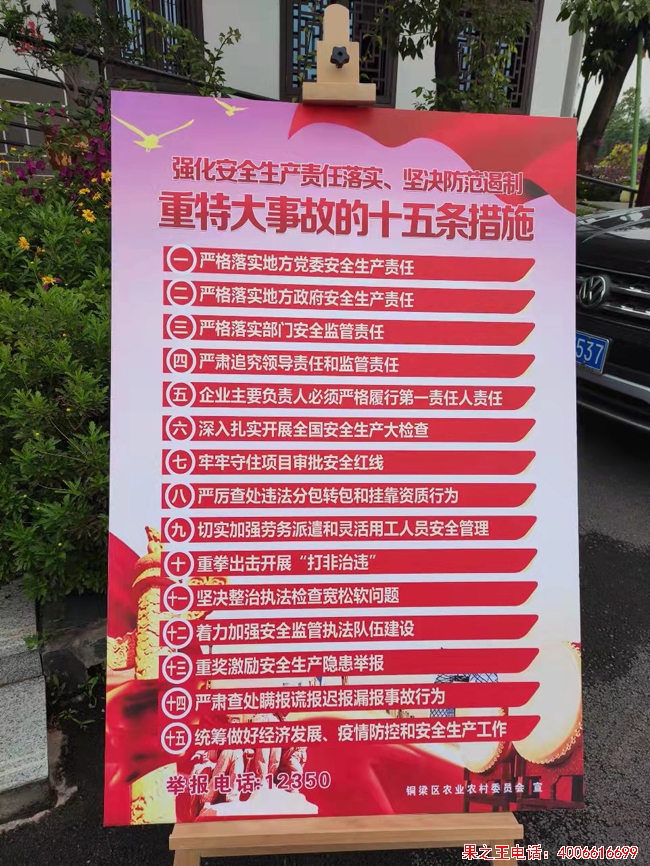 强化安全生产责任落实、坚决防范遏制
重特大事故的十五条措施
一 严格落实地方党委安全生产责任
二 严格落实地方政府安全生产责任
三 严格落实部门安全监管责任
四 严肃追究领导责任和监管责任
五 企业主要负责人必须严格履行第一责任人责任
六 深入扎实开展全国安全生产大检查
七 牢牢守住项目审批安全红线
八 严厉查处违法分包转包和挂靠资质行为
九 切实加强劳务派遣和灵活用工人员安全管理
十 重拳出击开展“打非治违”
十一 坚决整治执法检查宽松软问题
十二 着力加强安全监管执法队伍建设
十三 重奖激励安全生产隐患举报
十四 严肃查处瞒报谎报迟报漏报事故行为
十五 统筹做好经济发展、疫情防控和安全生产工作
举报电话:12350
铜梁区农业农村委员会 宣
537
果之王电话：4006616699